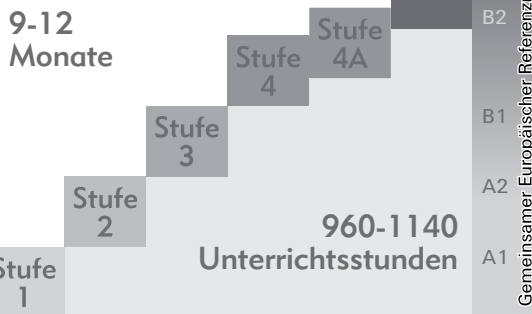 9-12
Monate
Stufe
4A
Stufe
4
Stufe
3
Stufe
2
Stufe
1
960-1140
Unterrichtsstunden
B2
B1
A2
A1
Gemeinsamer Europäischer